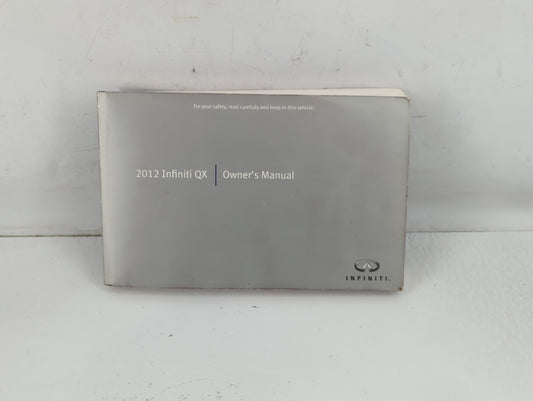 For your safety, read carefully and keep in this vehicle.
2012 Infiniti QX | Owner's Manual
INFINITI.